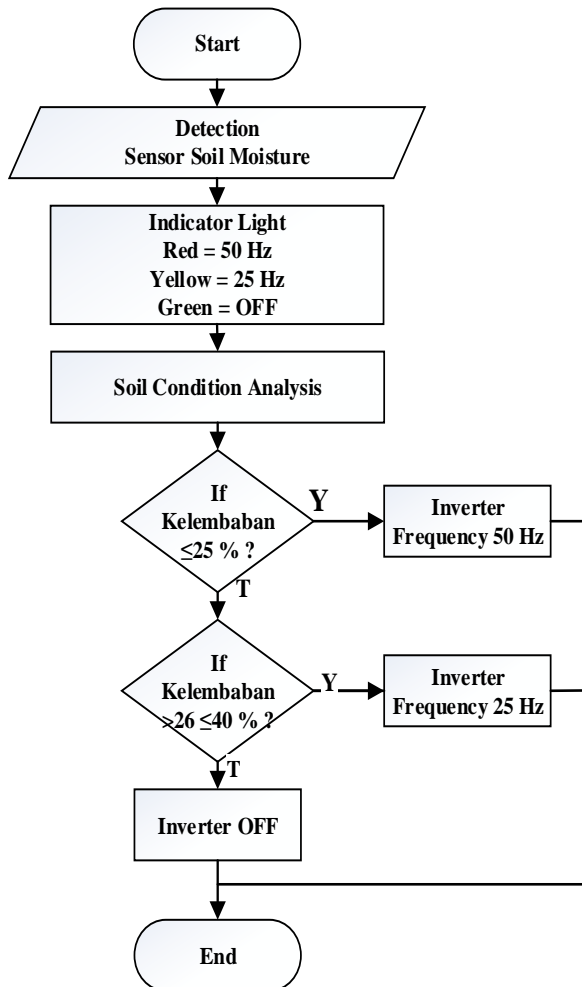 Start
Detection
Sensor Soil Moisture
Indicator Light
Red = 50 Hz
Yellow = 25 Hz
Green = OFF
Soil Condition Analysis
If
Kelembaban
≤25 % ?
Y
Inverter
Frequency 50 Hz
T
If
Kelembaban
>26 ≤40 % ?
Y
Inverter
Frequency 25 Hz
T
Inverter OFF
End